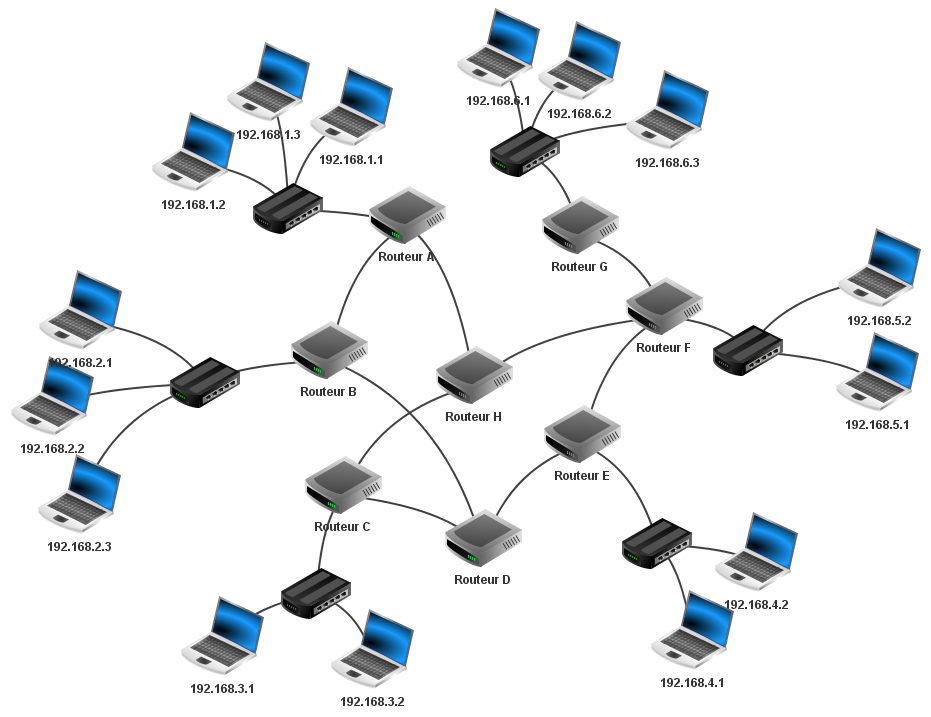 192.168.6.1
192.168.6.2
192.168.6.3
192.168.1.3
192.168.1.1
192.168.1.2
Routeur A
Routeur G
192.168.5.2
Routeur F
192.168.2.1
Routeur B
Routeur H
192.168.5.1
192.168.2.2
Routeur E
Routeur C
192.168.2.3
Routeur D
192.168.4.2
192.168.4.1
192.168.3.1
192.168.3.2